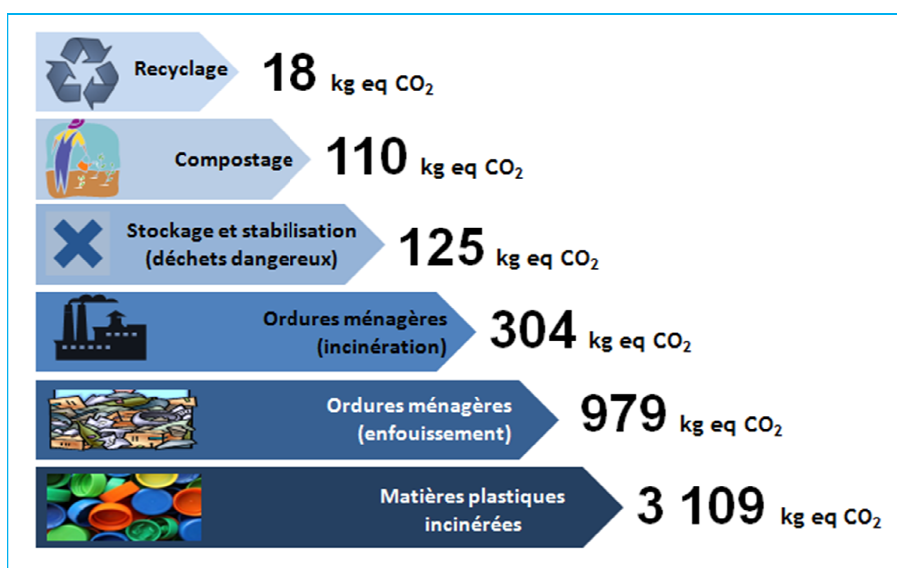 Recyclage
18 kg eq CO₂
Compostage
110 kg eq CO₂
Stockage et stabilisation
(déchets dangereux)
125 kg eq CO₂
Ordures ménagères
(incinération)
304 kg eq CO₂
Ordures ménagères
(enfouissement)
979 kg eq CO₂
Matières plastiques
incinérées
3 109 kg eq CO₂